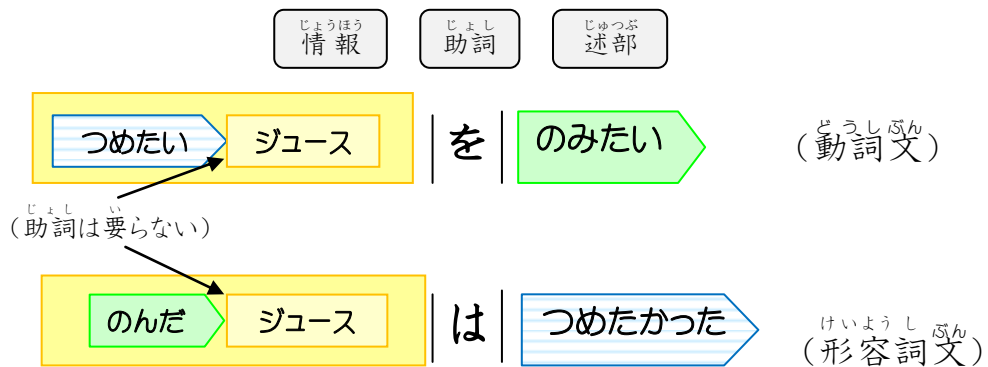 情報 助詞 述部
つめたい ジュース を のみたい （動詞文）
（助詞は要らない）
のんだ ジュース は つめたかった （形容詞文）